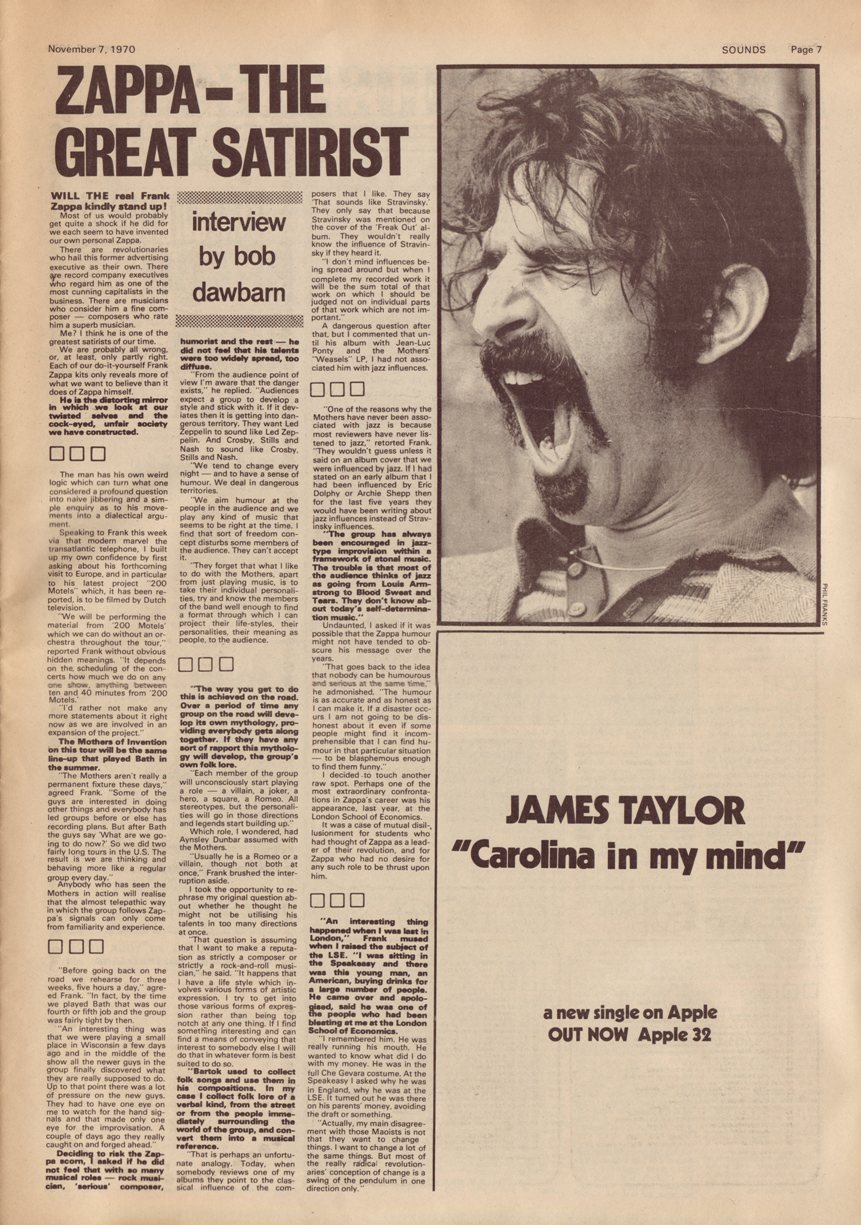 November 7, 1970
SOUNDS Page 7
ZAPPA – THE
GREAT SATIRIST
WILL THE real Frank
Zappa kindly stand up!
Most of us would probably
get quite a shock if he did for
we each seem to have invented
our own personal Zappa.
There are revolutionaries
who hail this former advertising
executive as their own. There
are record company executives
who regard him as one of the
most cunning capitalists in the
business. There are musicians
who consider him a fine com-
poser — composers who rate
him a superb musician.
Me? I think he is one of the
greatest satirists of our time.
We are probably all wrong,
or, at least, only partly right.
Each of our do-it-yourself Frank
Zappa kits only reveals more of
what we want to believe than it
does of Zappa himself.
He is the distorting mirror
in which we look at our
twisted selves and the
cock-eyed, unfair society
we have constructed.
The man has his own weird
logic which can turn what one
considered a profound question
into naive jibbering and a sim-
ple enquiry as to his move-
ments into a dialectical argu-
ment.
Speaking to Frank this week
via that modern marvel the
transatlantic telephone, I built
up my own confidence by first
asking about his forthcoming
visit to Europe, and in particular
to his latest project "200
Motels" which, it has been re-
ported, is to be filmed by Dutch
television.
"We will be performing the
material from '200 Motels'
which we can do without an or-
chestra throughout the tour,"
reported Frank without obvious
hidden meanings. "It depends
on the scheduling of the con-
certs how much we do on any
one show, anything between
ten and 40 minutes from '200
Motels.'
"I'd rather not make any
more statements about it right
now as we are involved in an
expansion of the project."
The Mothers of Invention
on this tour will be the same
line-up that played Bath in
the summer.
"The Mothers aren't really a
permanent fixture these days,"
agreed Frank. "Some of the
guys are interested in doing
other things and everybody has
led groups before or else has
recording plans. But after Bath
the guys say 'What are we go-
ing to do now?' So we did two
fairly long tours in the U.S. The
result is we are thinking and
behaving more like a regular
group every day."
Anybody who has seen the
Mothers in action will realise
that the almost telepathic way
in which the group follows Zap-
pa's signals can only come
from familiarity and experience.
"Before going back on the
road we rehearse for three
weeks, five hours a day," agre-
ed Frank. "In fact, by the time
we played Bath that was our
fourth or fifth job and the group
was fairly tight by then.
"An interesting thing was
that we were playing a small
place in Wisconsin a few days
ago and in the middle of the
show all the newer guys in the
group finally discovered what
they are really supposed to do.
Up to that point there was a lot
of pressure on the new guys.
They had to have one eye on
me to watch for the hand sig-
nals and that made only one
eye for the improvisation. A
couple of days ago they really
caught on and forged ahead."
Deciding to risk the Zap-
pa scorn, I asked if he did
not feel that with so many
musical roles — rock musi-
cian, 'serious' composer,
interview
by bob
dawbarn
humorist and the rest — he
did not feel that his talents
were too widely spread, too
diffuse.
"From the audience point of
view I'm aware that the danger
exists," he replied. "Audiences
expect a group to develop a
style and stick with it. If it dev-
iates then it is getting into dan-
gerous territory. They want Led
Zeppelin to sound like Led Zep-
pelin. And Crosby, Stills and
Nash to sound like Crosby,
Stills and Nash.
"We tend to change every
night — and to have a sense of
humour. We deal in dangerous
territories.
"We aim humour at the
people in the audience and we
play any kind of music that
seems to be right at the time. I
find that sort of freedom con-
cept disturbs some members of
the audience. They can't accept
it.
"They forget that what I like
to do with the Mothers, apart
from just playing music, is to
take their individual personali-
ties, try and know the members
of the band well enough to find
a format through which I can
project their life-styles, their
personalities, their meaning as
people, to the audience.
"The way you get to do
this is achieved on the road.
Over a period of time any
group on the road will deve-
lop its own mythology, pro-
viding everybody gets along
together. If they have any
sort of rapport this mytholo-
gy will develop, the group's
own folk lore.
"Each member of the group
will unconsciously start playing
a role — a villain, a joker, a
hero, a square, a Romeo. All
stereotypes, but the personali-
ties will go in those directions
and legends start building up."
Which role, I wondered, had
Aynsley Dunbar assumed with
the Mothers.
"Usually he is a Romeo or a
villain, though not both at
once," Frank brushed the inter-
ruption aside.
I took the opportunity to re-
phrase my original question ab-
out whether he thought he
might not be utilising his
talents in too many directions
at once.
"That question is assuming
that I want to make a reputa-
tion as strictly a composer or
strictly a rock-and-roll musi-
cian," he said. "It happens that
I have a life style which in-
volves various forms of artistic
expression. I try to get into
those various forms of expres-
sion rather than being top
notch at any one thing. If I find
something interesting and can
find a means of conveying that
interest to somebody else I will
do that in whatever form is best
suited to do so.
"Bartok used to collect
folk songs and use them in
his compositions. In my
case I collect folk lore of a
verbal kind, from the street
or from the people imme-
diately surrounding the
world of the group, and con-
vert them into a musical
reference.
"That is perhaps an unfortu-
nate analogy. Today, when
somebody reviews one of my
albums they point to the clas-
sical influence of the com-
posers that I like. They say
'That sounds like Stravinsky.'
They only say that because
Stravinsky was mentioned on
the cover of the 'Freak Out' al-
bum. They wouldn't really
know the influence of Stravin-
sky if they heard it.
"I don't mind influences be-
ing spread around but when I
complete my recorded work it
will be the sum total of that
work on which I should be
judged not on individual parts
of that work which are not im-
portant."
A dangerous question after
that, but I commented that un-
til his album with Jean-Luc
Ponty and the Mothers'
"Weasels" LP, I had not asso-
ciated him with jazz influences.
"One of the reasons why the
Mothers have never been asso-
ciated with jazz is because
most reviewers have never lis-
tened to jazz," retorted Frank.
"They wouldn't guess unless it
said on an album cover that we
were influenced by jazz. If I had
stated on an early album that I
had been influenced by Eric
Dolphy or Archie Shepp then
for the last five years they
would have been writing about
jazz influences instead of Strav-
insky influences.
"The group has always
been encouraged in jazz-
type improvision within a
framework of atonal music.
The trouble is that most of
the audience thinks of jazz
as going from Louis Arm-
strong to Blood Sweat and
Tears. They don't know ab-
out today's self-determina-
tion music."
Undaunted, I asked if it was
possible that the Zappa humour
might not have tended to ob-
scure his message over the
years.
"That goes back to the idea
that nobody can be humourous
and serious at the same time,"
he admonished. "The humour
is as accurate and as honest as
I can make it. If a disaster occ-
urs I am not going to be dis-
honest about it even if some
people might find it incom-
prehensible that I can find hu-
mour in that particular situation
— to be blasphemous enough
to find them funny."
I decided to touch another
raw spot. Perhaps one of the
most extraordinary confronta-
tions in Zappa's career was his
appearance, last year, at the
London School of Economics.
It was a case of mutual disil-
lusionment for students who
had thought of Zappa as a lead-
er of their revolution, and for
Zappa who had no desire for
any such role to be thrust upon
him.
"An interesting thing
happened when I was last in
London," Frank mused
when I raised the subject of
the LSE. "I was sitting in
the Speakeasy and there
was this young man, an
American, buying drinks for
a large number of people.
He came over and apolo-
gised, said he was one of
the people who had been
bleating at me at the London
School of Economics.
"I remembered him. He was
really running his mouth. He
wanted to know what did I do
with my money. He was in the
full Che Gevara costume. At the
Speakeasy I asked why he was
in England, why he was at the
LSE. It turned out he was there
on his parents' money, avoiding
the draft or something.
"Actually, my main disagree-
ment with those Maoists is not
that they want to change
things. I want to change a lot of
the same things. But most of
the really radical revolution-
aries' conception of change is a
swing of the pendulum in one
direction only."
PHIL FRANKS
JAMES TAYLOR
"Carolina in my mind"
a new single on Apple
OUT NOW Apple 32